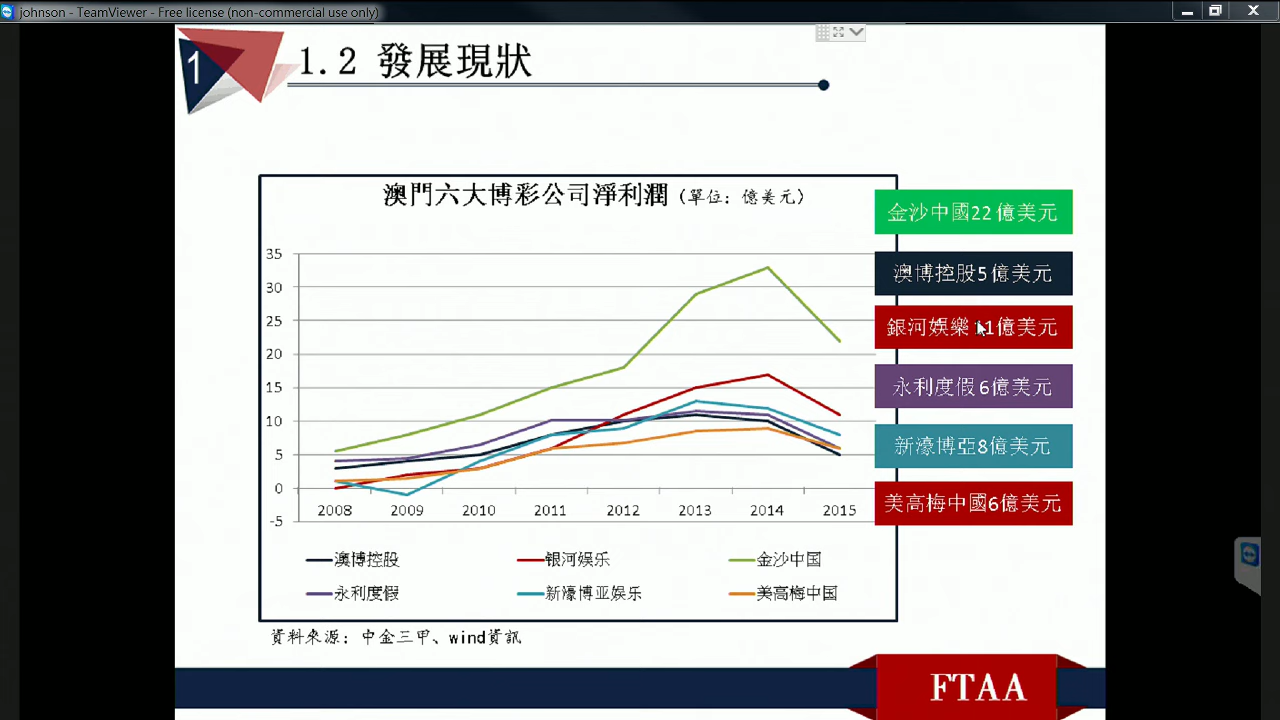 johnson - TeamViewer - Free license (non-commercial use only)
1
1.2 發展現狀
澳門六大博彩公司淨利潤(單位: 億美元)
金沙中國22億美元
澳博控股5億美元
銀河娛樂11億美元
永利度假6億美元
新濠博亞8億美元
美高梅中國6億美元
35
30
25
20
15
10
5
0
-5
2008 2009 2010 2011 2012 2013 2014 2015
澳博控股 银河娱乐 金沙中国
永利度假 新濠博亚娱乐 美高梅中国
資料來源: 中金三甲、wind資訊
FTAA